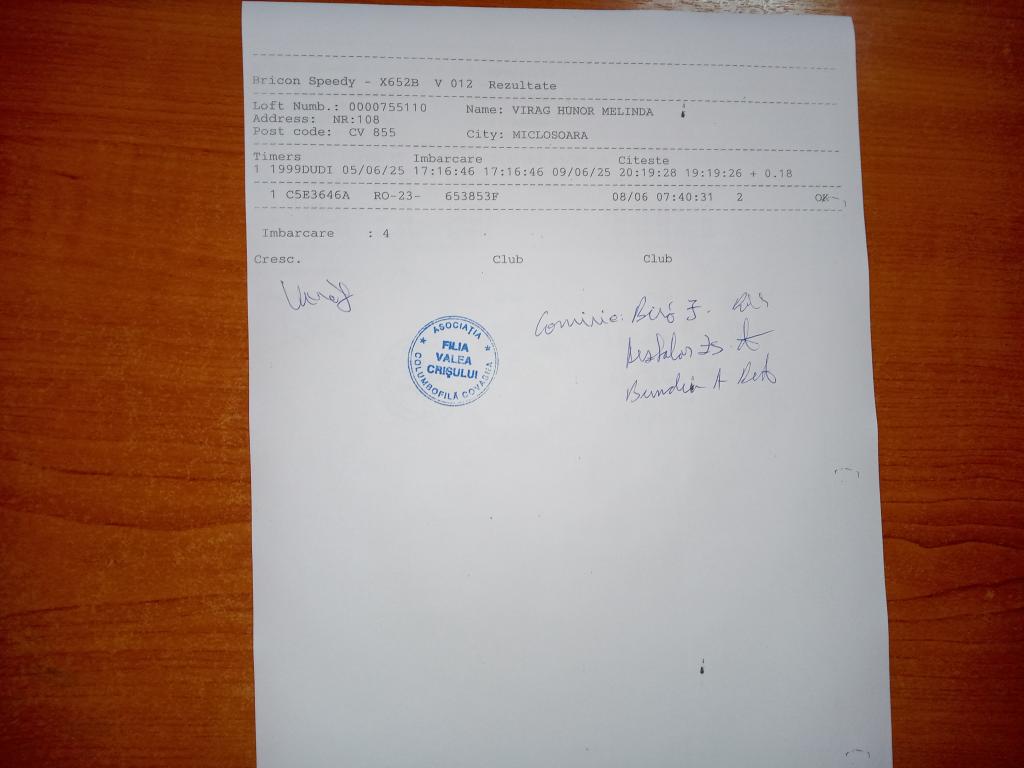 Bricon Speedy - X652B V 012 Rezultate
Loft Numb.: 0000755110 Name: VIRAG HUNOR MELINDA
Address: NR:108
Post code: CV 855 City: MICLOSOARA
Timers Imbarcare Citeste
1 1999DUDI 05/06/25 17:16:46 17:16:46 09/06/25 20:19:28 19:19:26 + 0.18
1 C5E3646A RO-23- 653853F 08/06 07:40:31 2 OK
Imbarcare : 4
Cresc. Club Club
ASOCIAŢIA
FILIA
VALEA
CRIŞULUI
COLUMBOFILĂ COVASNA